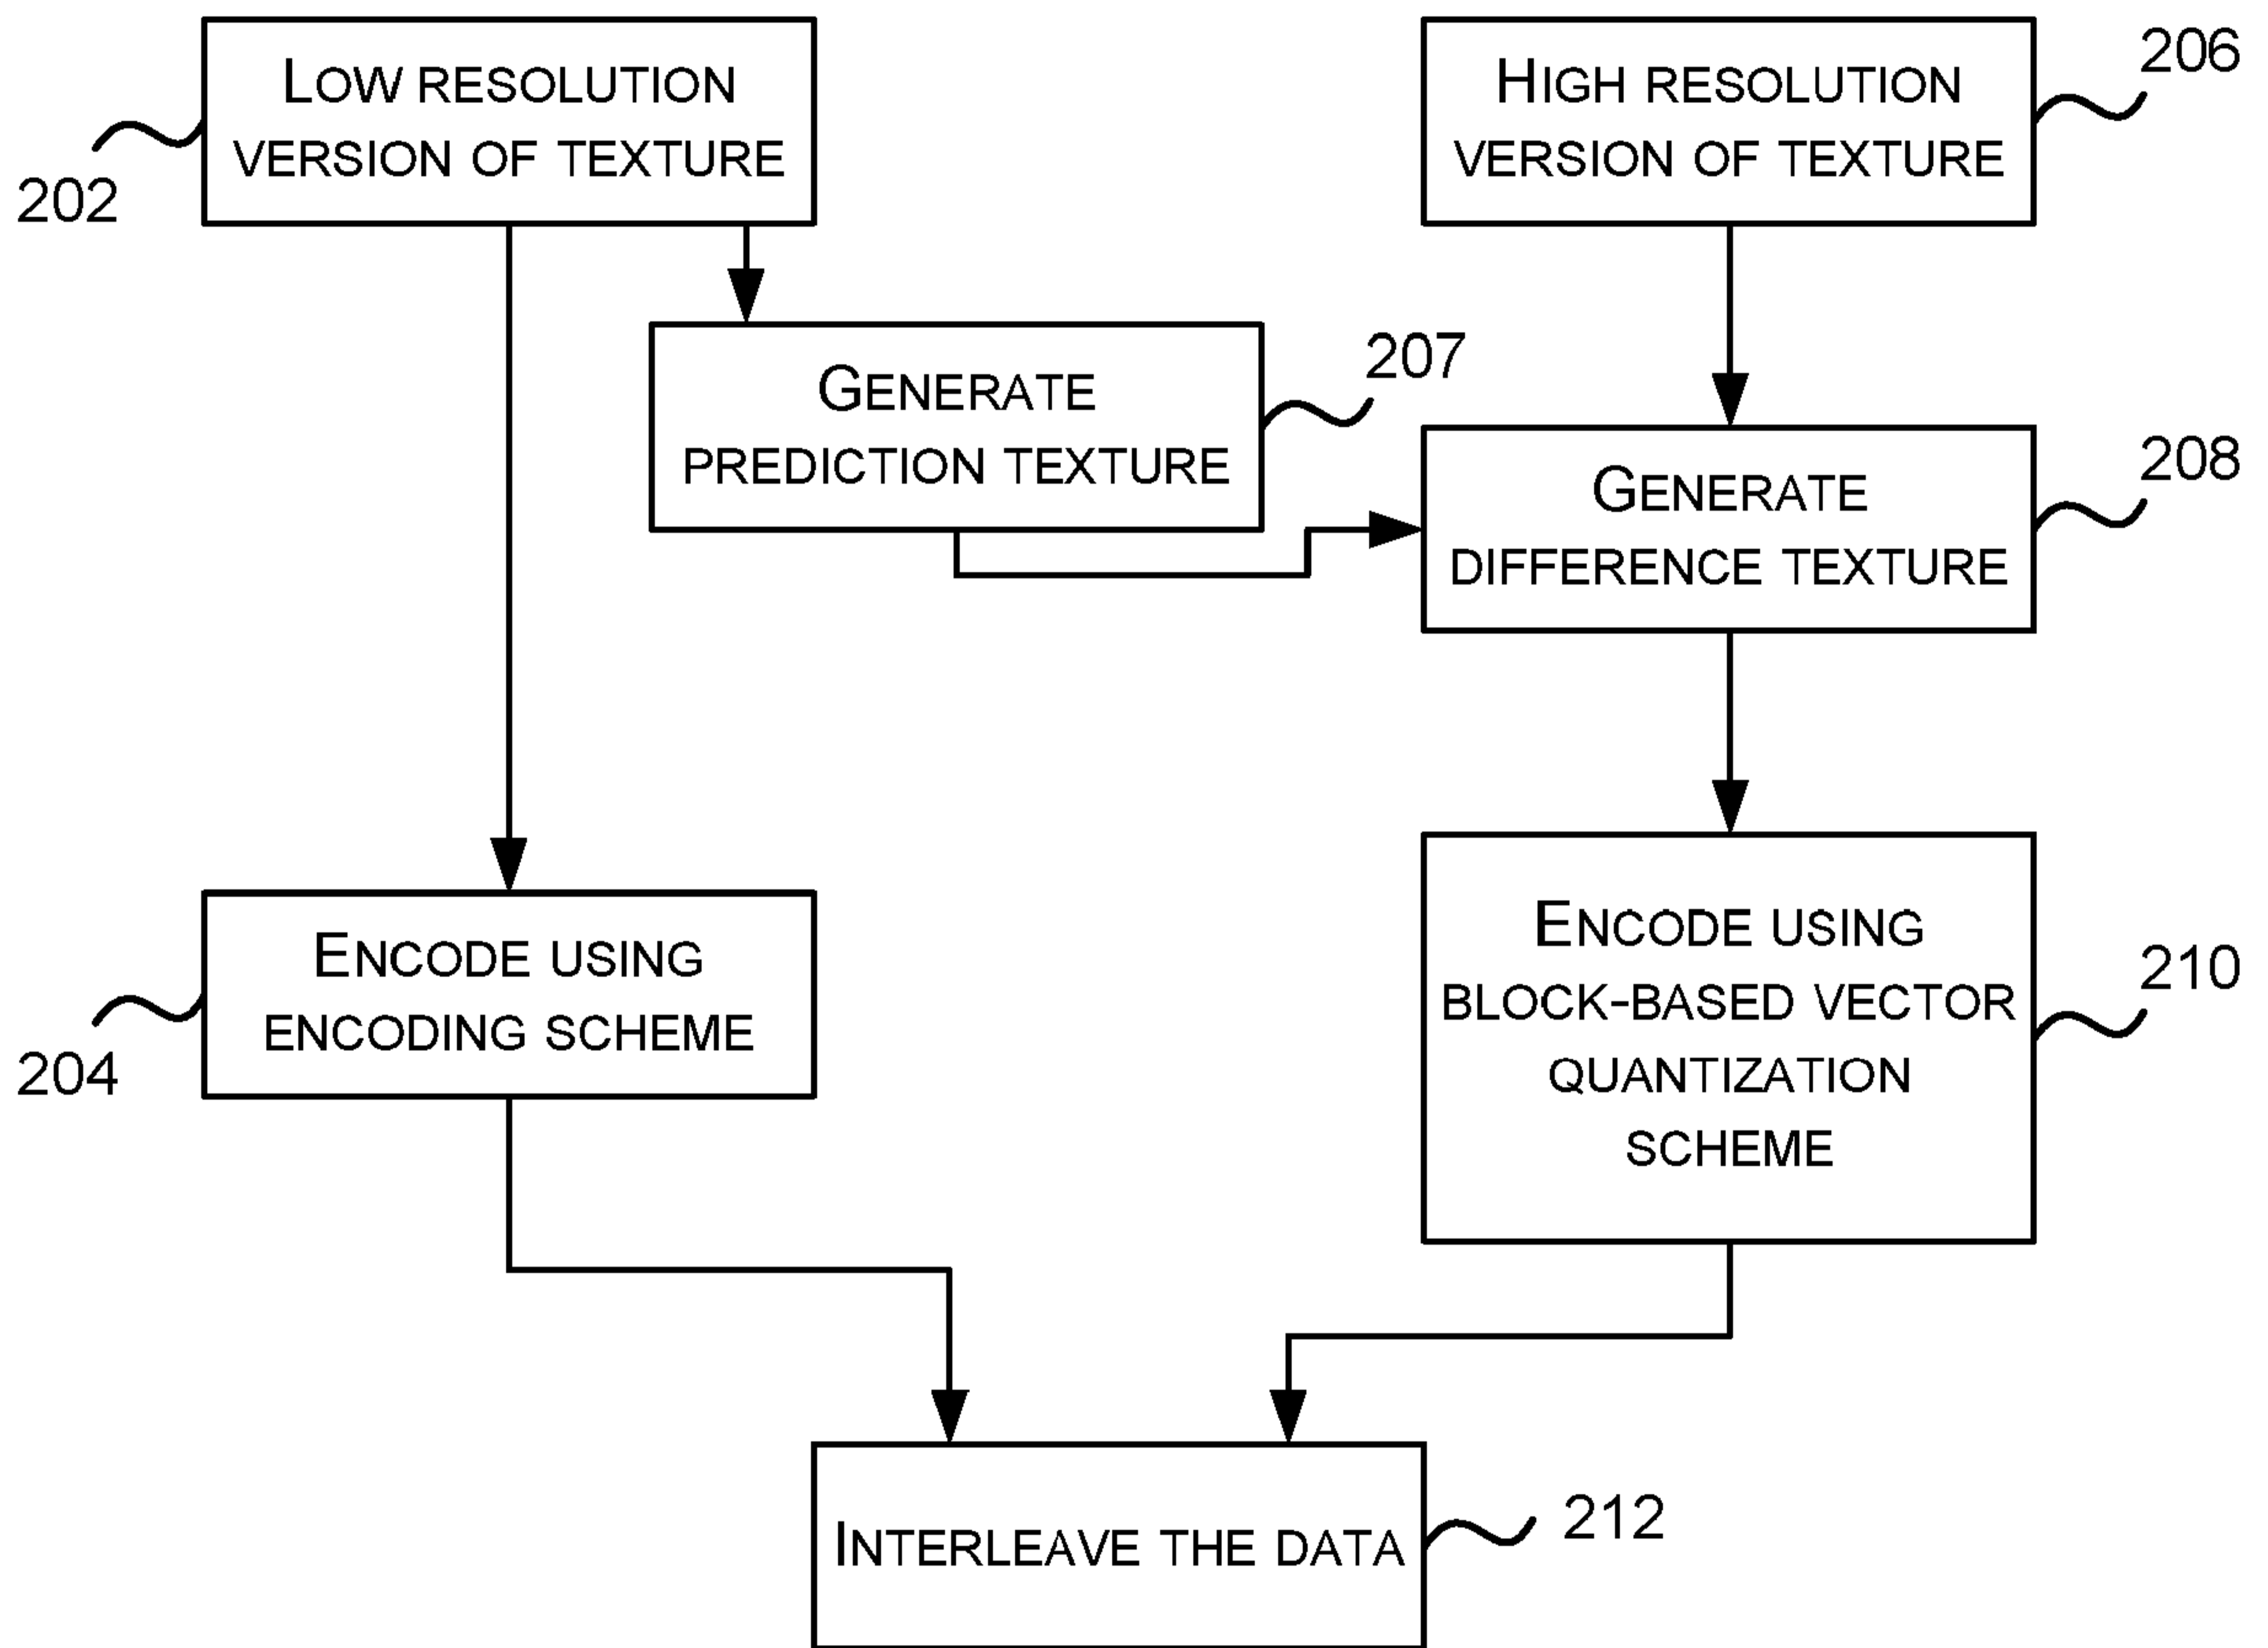 LOW RESOLUTION
VERSION OF TEXTURE
202
HIGH RESOLUTION
VERSION OF TEXTURE
206
GENERATE
PREDICTION TEXTURE
207
GENERATE
DIFFERENCE TEXTURE
208
ENCODE USING
ENCODING SCHEME
204
ENCODE USING
BLOCK-BASED VECTOR
QUANTIZATION
SCHEME
210
INTERLEAVE THE DATA
212